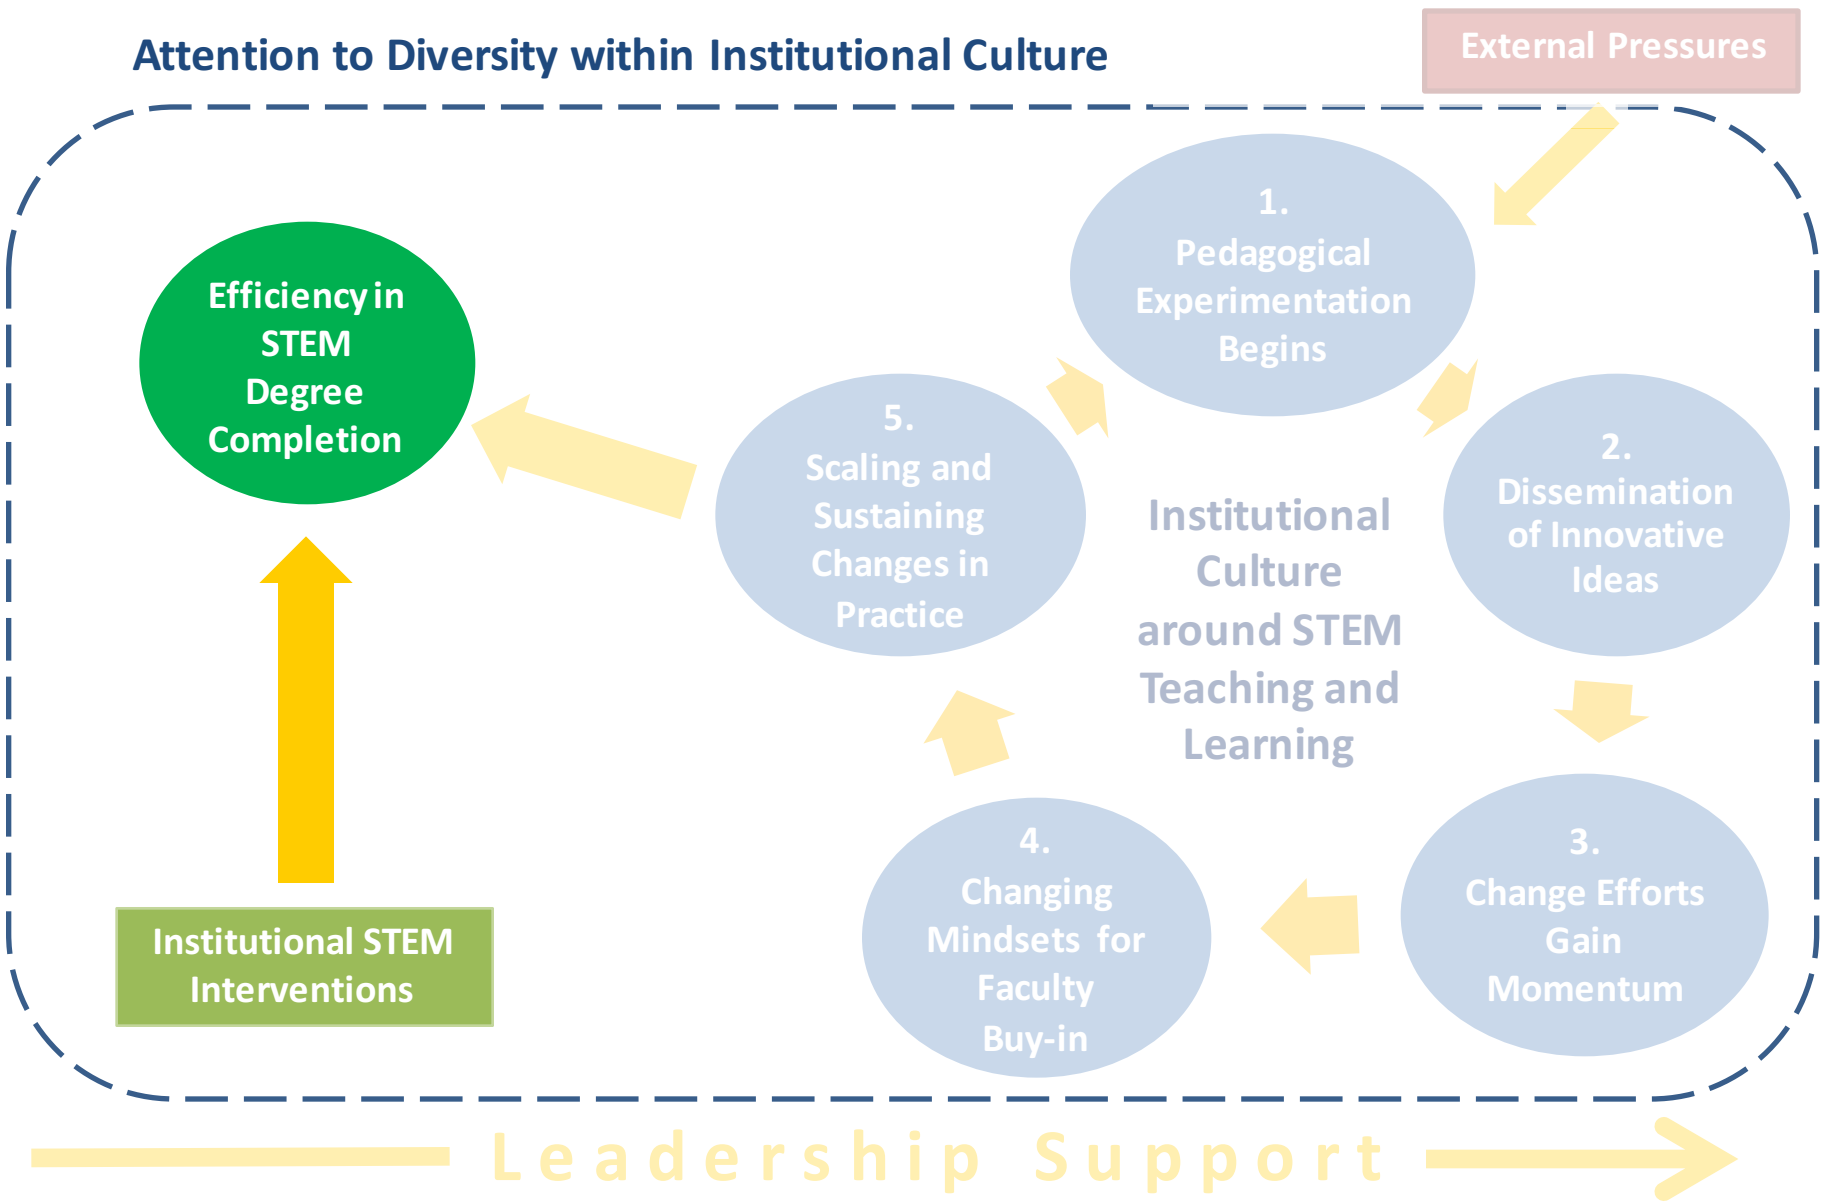 Attention to Diversity within Institutional Culture
External Pressures
1.
Pedagogical
Experimentation
Begins
Efficiency in
STEM
Degree
Completion
5.
Scaling and
Sustaining
Changes in
Practice
2.
Dissemination
of Innovative
Ideas
Institutional
Culture
around STEM
Teaching and
Learning
4.
Changing
Mindsets for
Faculty
Buy-in
3.
Change Efforts
Gain
Momentum
Institutional STEM
Interventions
Leadership Support